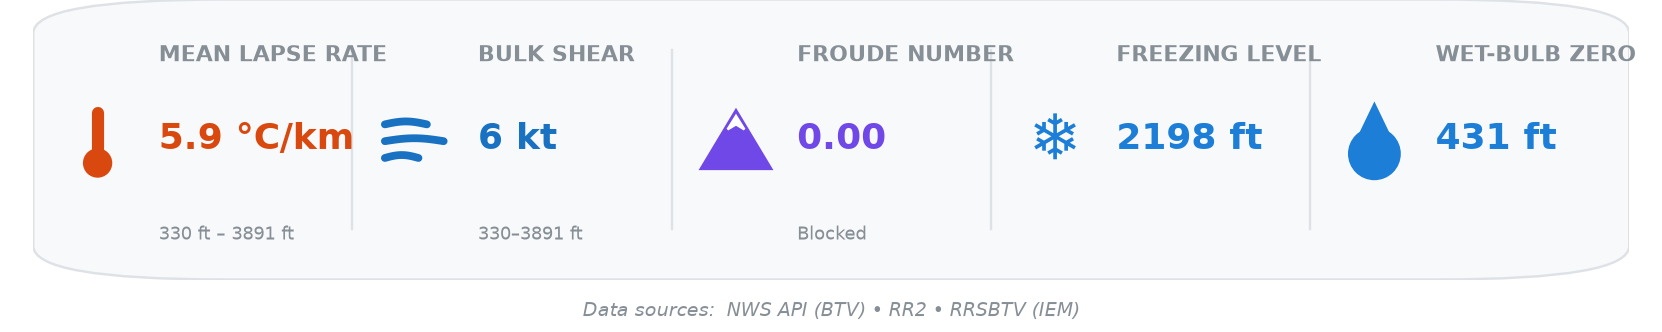 MEAN LAPSE RATE
5.9 °C/km
330 ft – 3891 ft
BULK SHEAR
6 kt
330–3891 ft
FROUDE NUMBER
0.00
Blocked
FREEZING LEVEL
2198 ft
WET-BULB ZERO
431 ft
Data sources:  NWS API (BTV) • RR2 • RRSBTV (IEM)